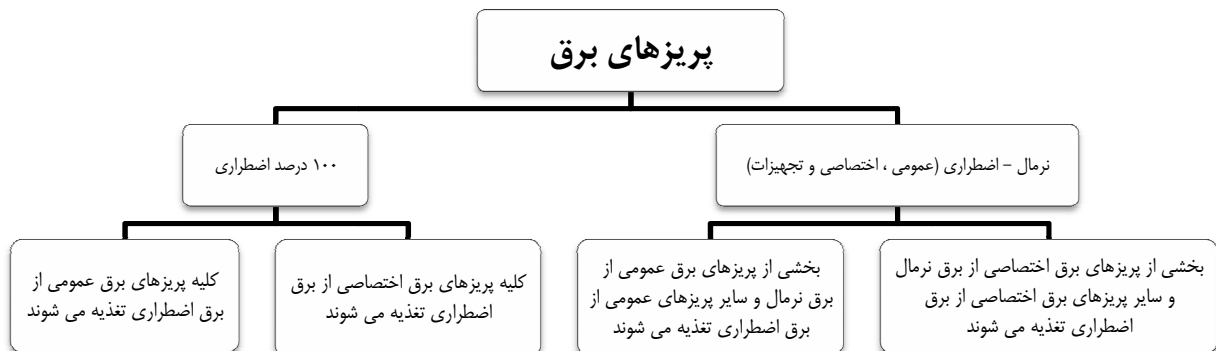 پریزهای برق
نرمال – اضطراری (عمومی ، اختصاصی و تجهیزات)
۱۰۰ درصد اضطراری
بخشی از پریزهای برق اختصاصی از برق نرمال
و سایر پریزهای برق اختصاصی از برق
اضطراری تغذیه می شوند
بخشی از پریزهای برق عمومی از
برق نرمال و سایر پریزهای عمومی از
برق اضطراری تغذیه می شوند
کلیه پریزهای برق اختصاصی از برق
اضطراری تغذیه می شوند
کلیه پریزهای برق عمومی از
برق اضطراری تغذیه می شوند